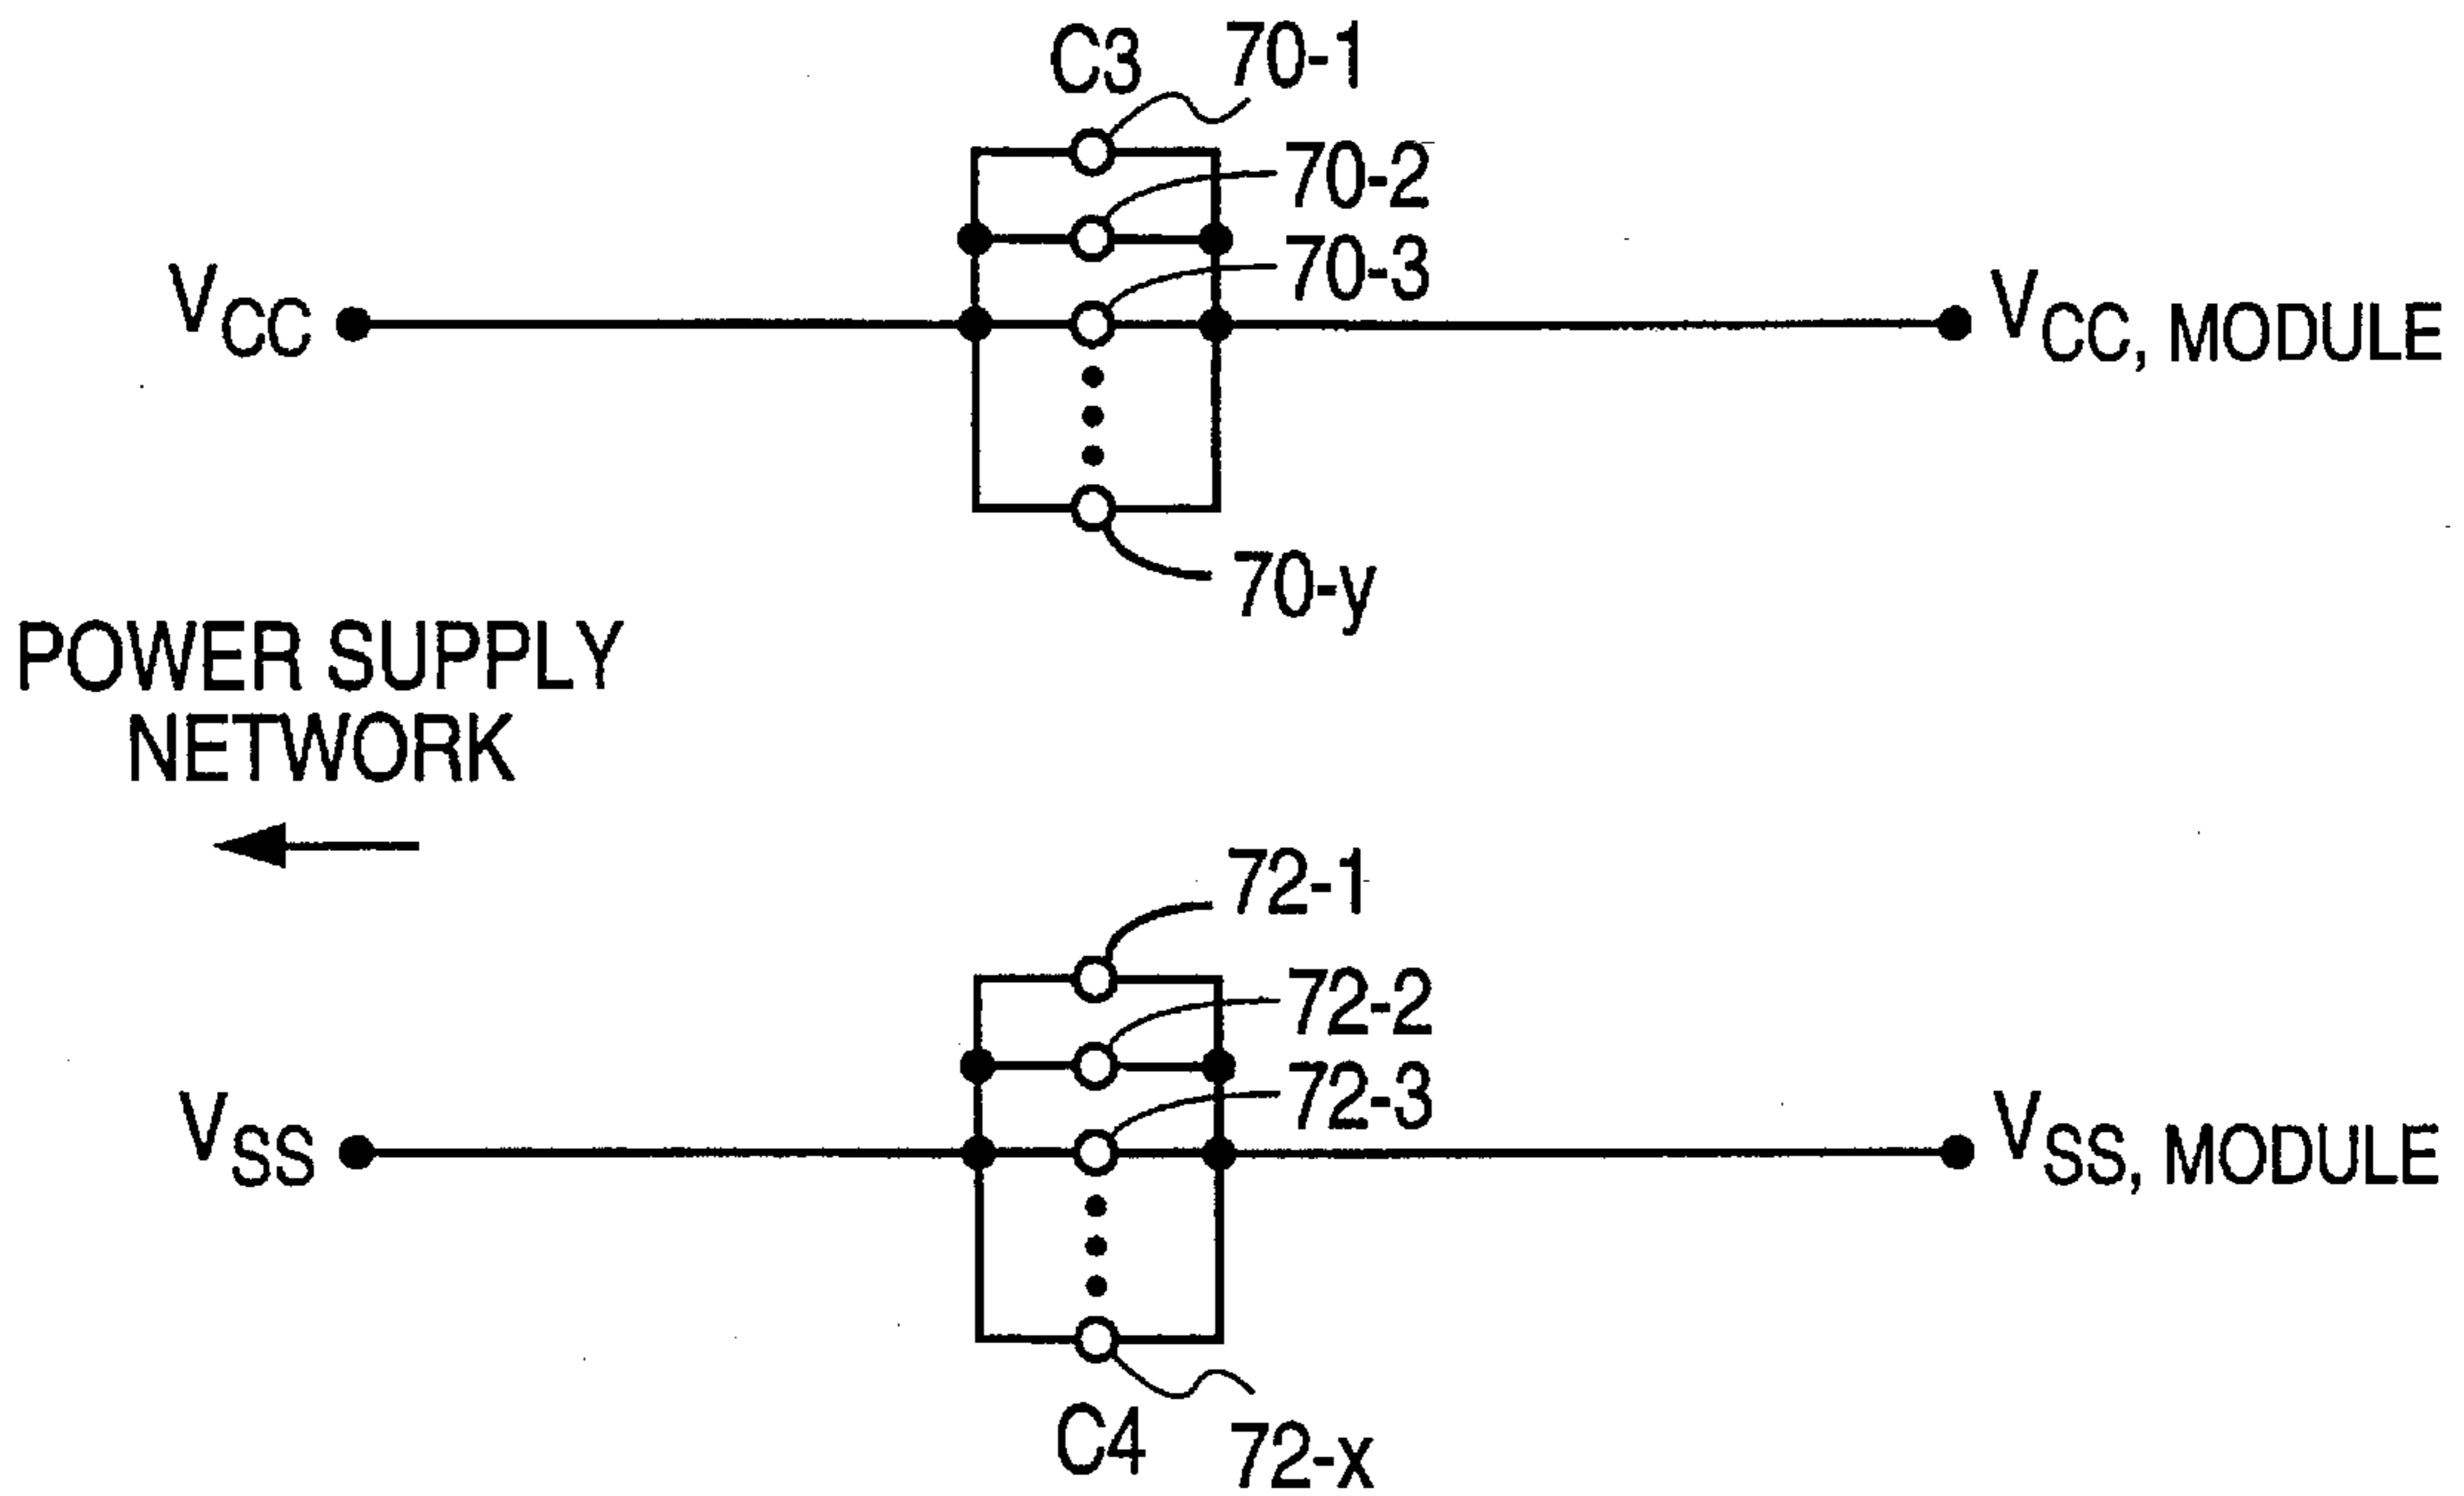 C3 70-1
70-2
70-3
VCC
VCC, MODULE
70-y
POWER SUPPLY
NETWORK
72-1
72-2
72-3
VSS
VSS, MODULE
C4 72-x